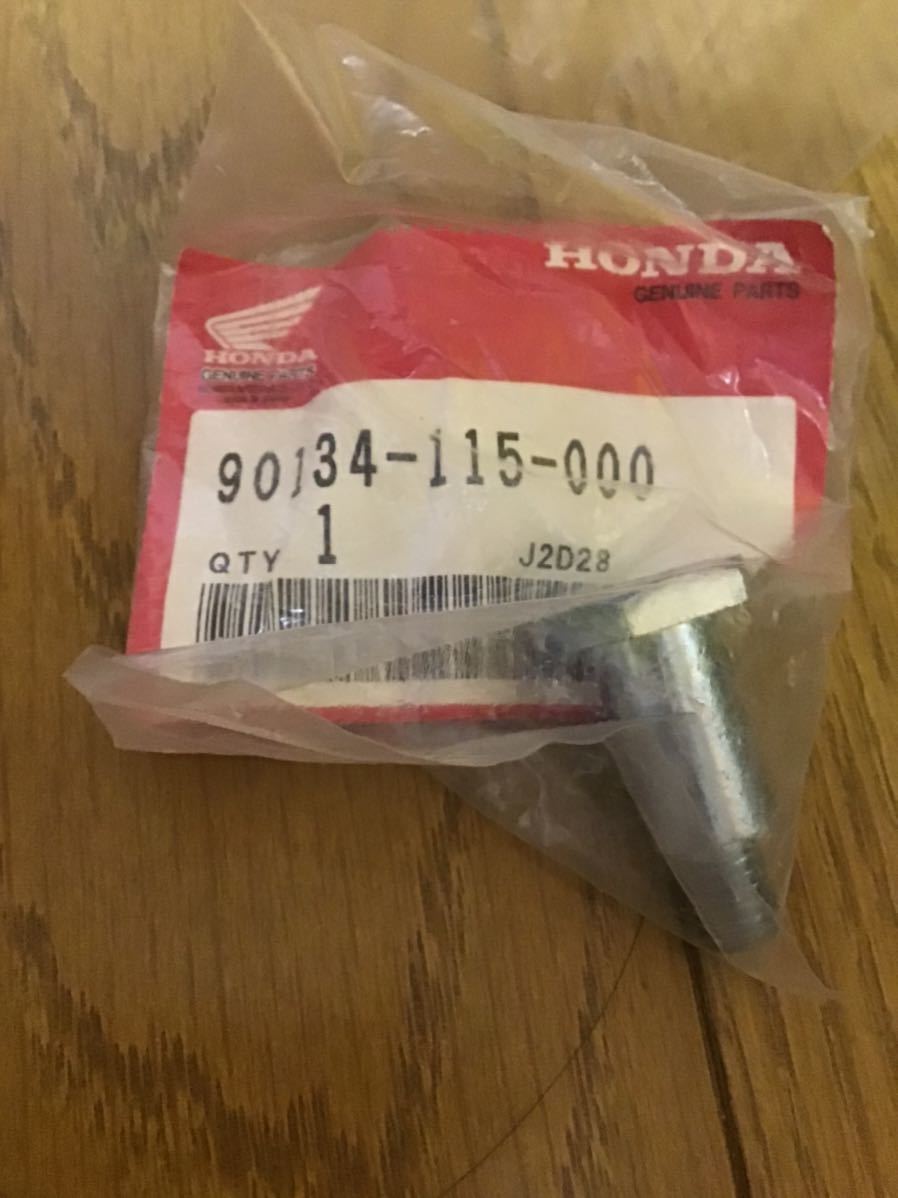 HONDA
GENUINE PARTS
HONDA
GENUINE PARTS
90134-115-000
QTY 1 J2D28